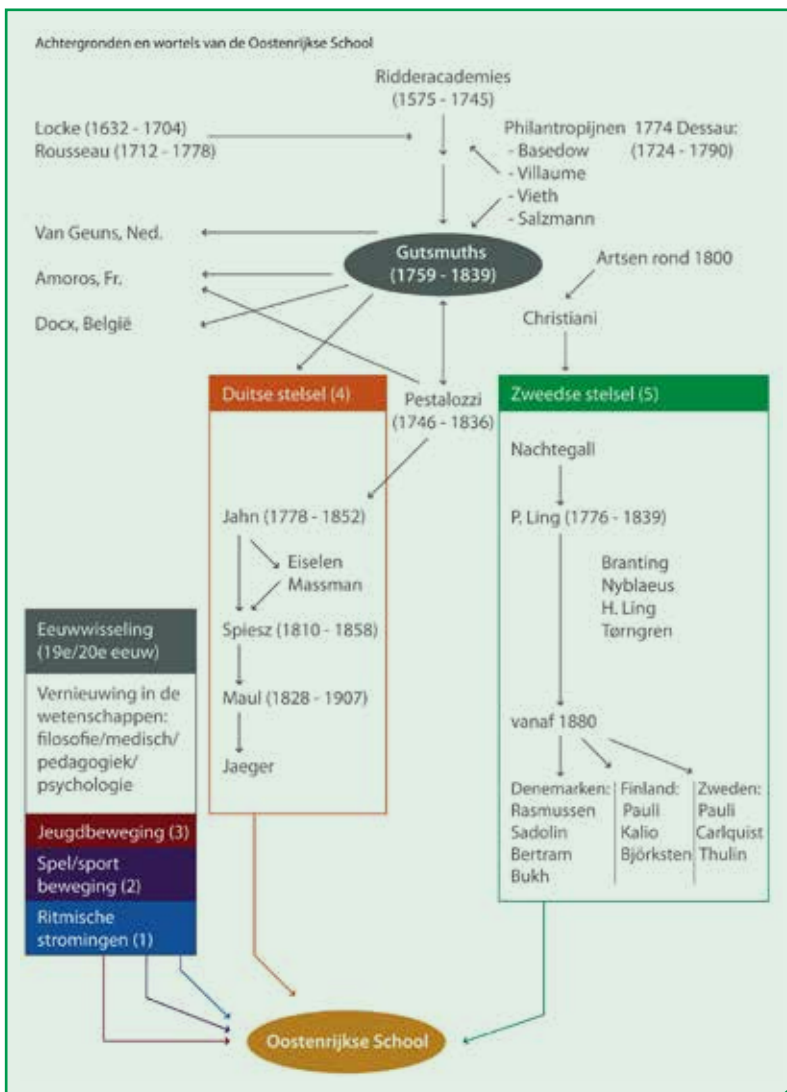 Achtergronden en wortels van de Oostenrijkse School
Ridderacademies
(1575 - 1745)
Locke (1632 - 1704)
Rousseau (1712 - 1778)
Philantropijnen 1774 Dessau:
- Basedow (1724 - 1790)
- Villaume
- Vieth
- Salzmann
Van Geuns, Ned.
Amoros, Fr.
Docx, België
Gutsmuths
(1759 - 1839)
Artsen rond 1800
Christiani
Duitse stelsel (4)
Pestalozzi
(1746 - 1836)
Zweedse stelsel (5)
Jahn (1778 - 1852)
Eiselen
Massman
Spiesz (1810 - 1858)
Maul (1828 - 1907)
Jaeger
Nachtegall
P. Ling (1776 - 1839)
Branting
Nyblaeus
H. Ling
Tørngren
vanaf 1880
Denemarken:
Rasmussen
Sadolin
Bertram
Bukh
Finland:
Pauli
Kalio
Björksten
Zweden:
Pauli
Carlquist
Thulin
Eeuwwisseling
(19e/20e eeuw)
Vernieuwing in de
wetenschappen:
filosofie/medisch/
pedagogiek/
psychologie
Jeugdbeweging (3)
Spel/sport
beweging (2)
Ritmische
stromingen (1)
Oostenrijkse School